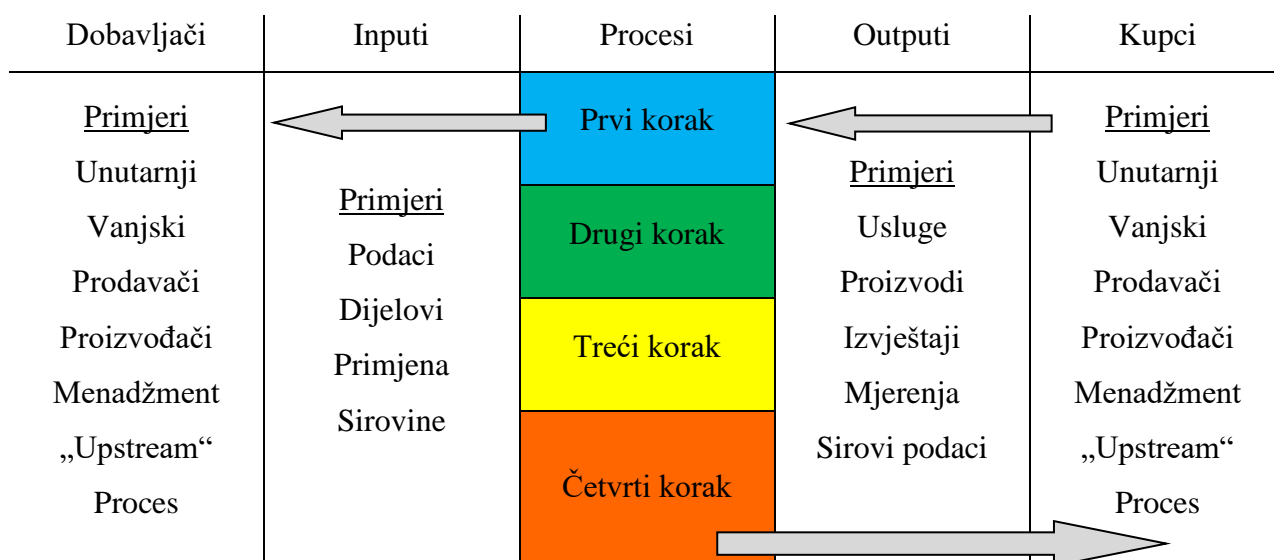 Dobavljači
Inputi
Procesi
Outputi
Kupci
Primjeri
Unutarnji
Vanjski
Prodavači
Proizvođači
Menadžment
„Upstream“
Proces
Primjeri
Podaci
Dijelovi
Primjena
Sirovine
Prvi korak
Drugi korak
Treći korak
Četvrti korak
Primjeri
Usluge
Proizvodi
Izvještaji
Mjerenja
Sirovi podaci
Primjeri
Unutarnji
Vanjski
Prodavači
Proizvođači
Menadžment
„Upstream“
Proces